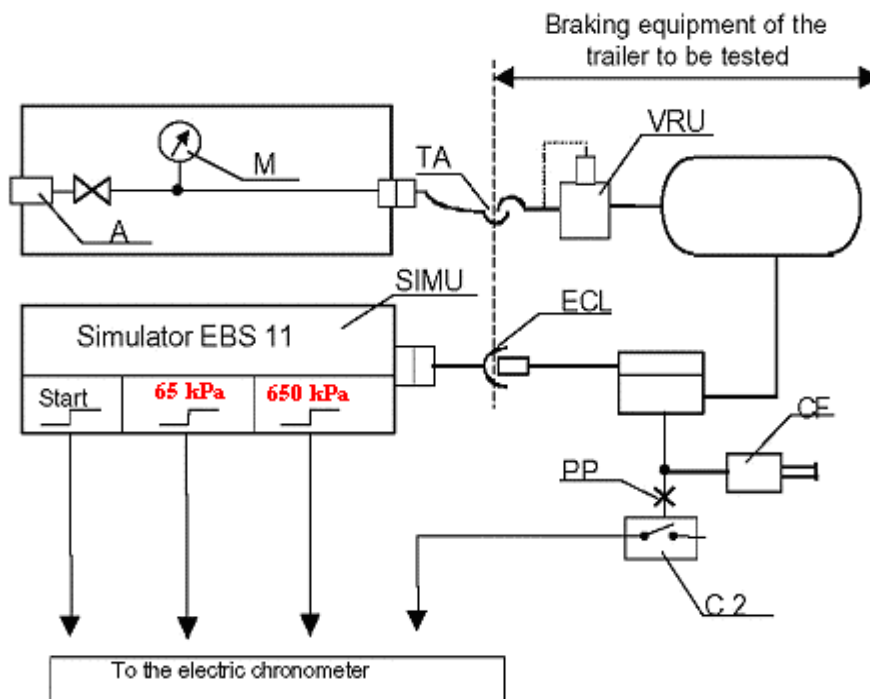 Braking equipment of the
trailer to be tested
VRU
TA
M
A
SIMU
ECL
Simulator EBS 11
Start
65 kPa
650 kPa
CF
PP
C 2
To the electric chronometer